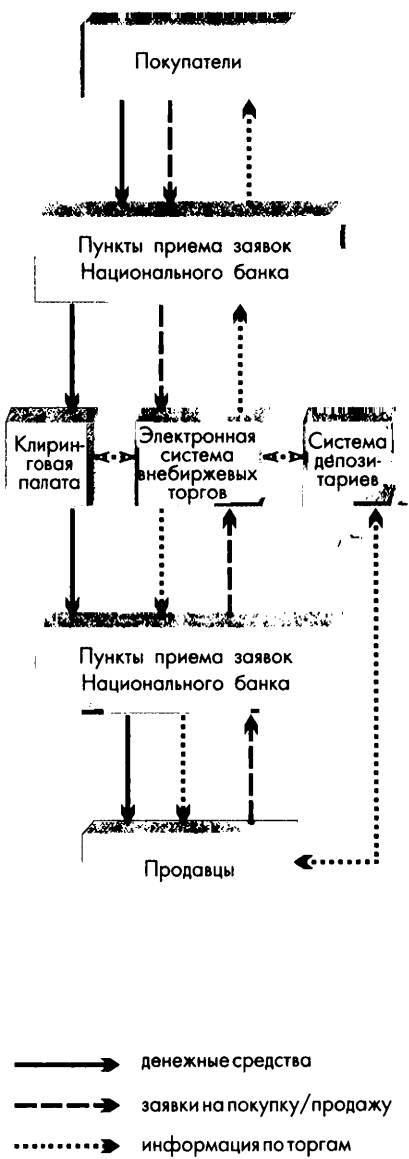 Покупатели
Пункты приема заявок
Национального банка
Клирин-
говая
палата
Электронная
система
внебиржевых
торгов
Система
депози-
тариев
Пункты приема заявок
Национального банка
Продавцы
денежные средства
заявки на покупку/продажу
информация по торгам